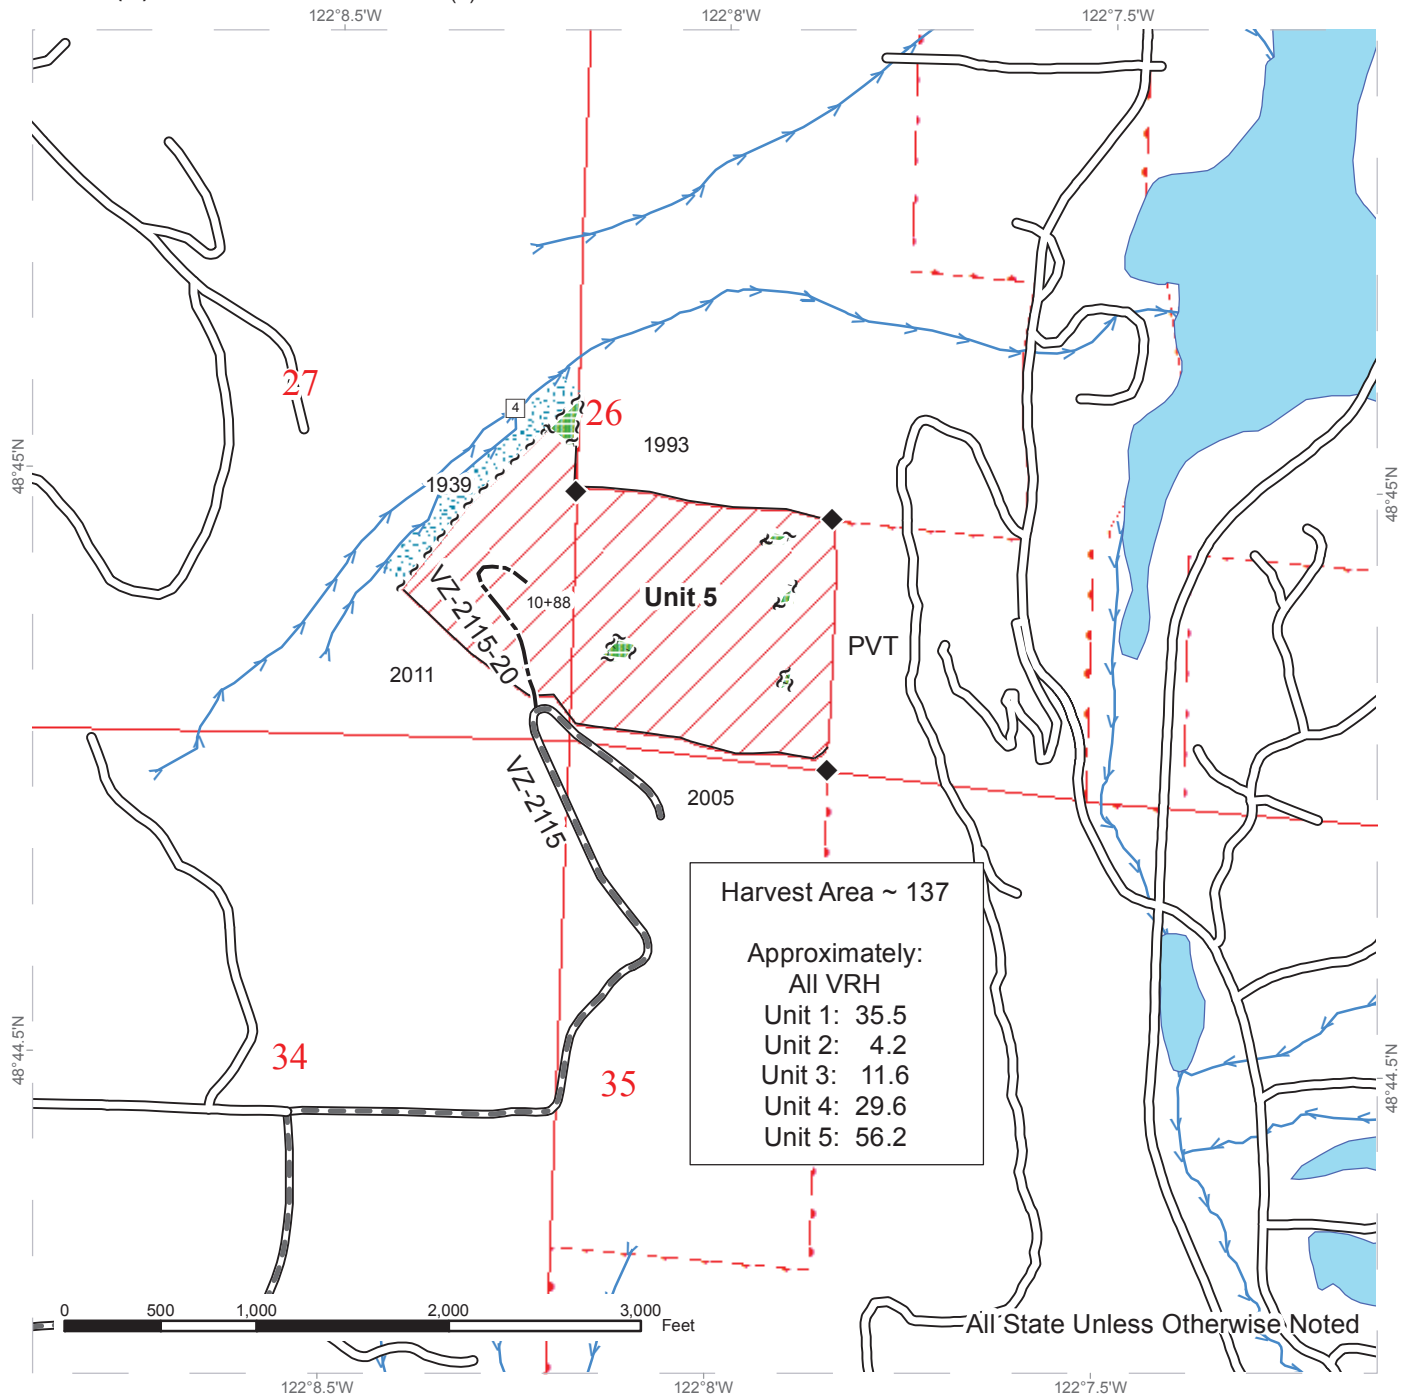 122°8.5'W
122°8'W
122°7.5'W
27
4
26
1993
48°45'N
1939
48°45'N
VZ-2115-20
10+88
Unit 5
PVT
2011
VZ-2115
2005
Harvest Area ~ 137
Approximately:
All VRH
Unit 1: 35.5
Unit 2: 4.2
Unit 3: 11.6
Unit 4: 29.6
Unit 5: 56.2
48°44.5'N
34
35
48°44.5'N
0 500 1,000 2,000 3,000
Feet
All State Unless Otherwise Noted
122°8.5'W
122°8'W
122°7.5'W